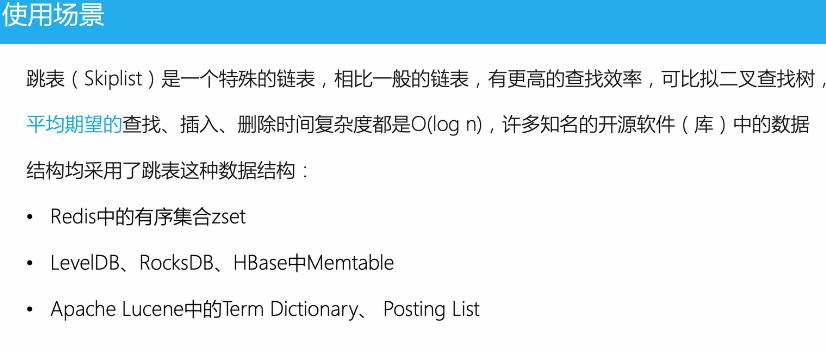 使用场景
跳表（Skiplist）是一个特殊的链表，相比一般的链表，有更高的查找效率，可比拟二叉查找树，
平均期望的查找、插入、删除时间复杂度都是O(log n)，许多知名的开源软件（库）中的数据
结构均采用了跳表这种数据结构：
• Redis中的有序集合zset
• LevelDB、RocksDB、HBase中Memtable
• Apache Lucene中的Term Dictionary、 Posting List